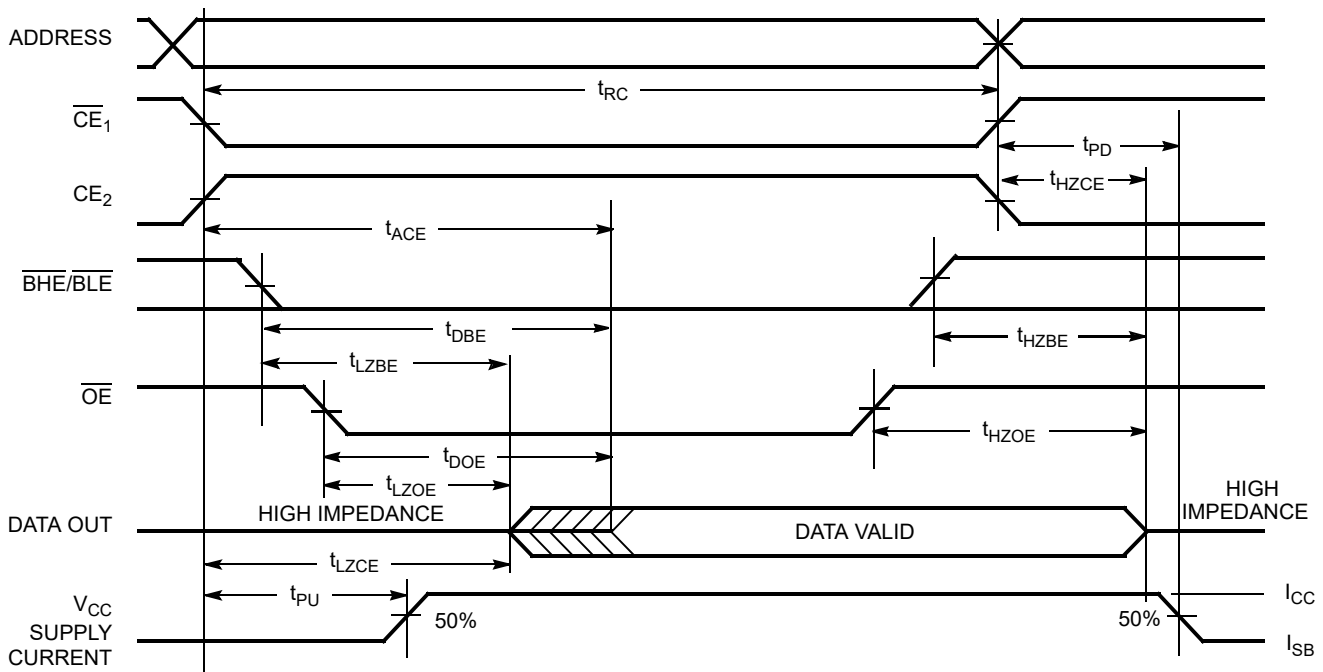 ADDRESS
tRC
CE1
tPD
tHZCE
CE2
tACE
BHE/BLE
tDBE
tHZBE
tLZBE
OE
tHZOE
tDOE
tLZOE
HIGH IMPEDANCE
HIGH
IMPEDANCE
DATA OUT
DATA VALID
tLZCE
tPU
VCC
SUPPLY
CURRENT
50%
50%
ICC
ISB